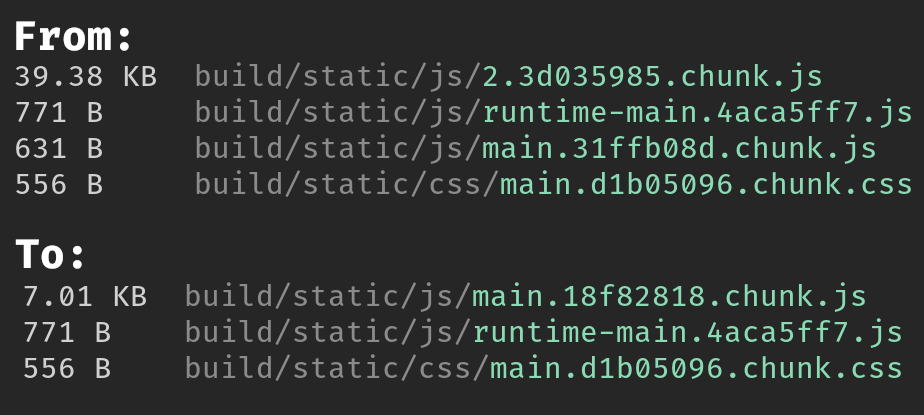 From:
39.38 KB  build/static/js/2.3d035985.chunk.js
771 B  build/static/js/runtime-main.4aca5ff7.js
631 B  build/static/js/main.31ffb08d.chunk.js
556 B  build/static/css/main.d1b05096.chunk.css
To:
7.01 KB  build/static/js/main.18f82818.chunk.js
771 B  build/static/js/runtime-main.4aca5ff7.js
556 B  build/static/css/main.d1b05096.chunk.css